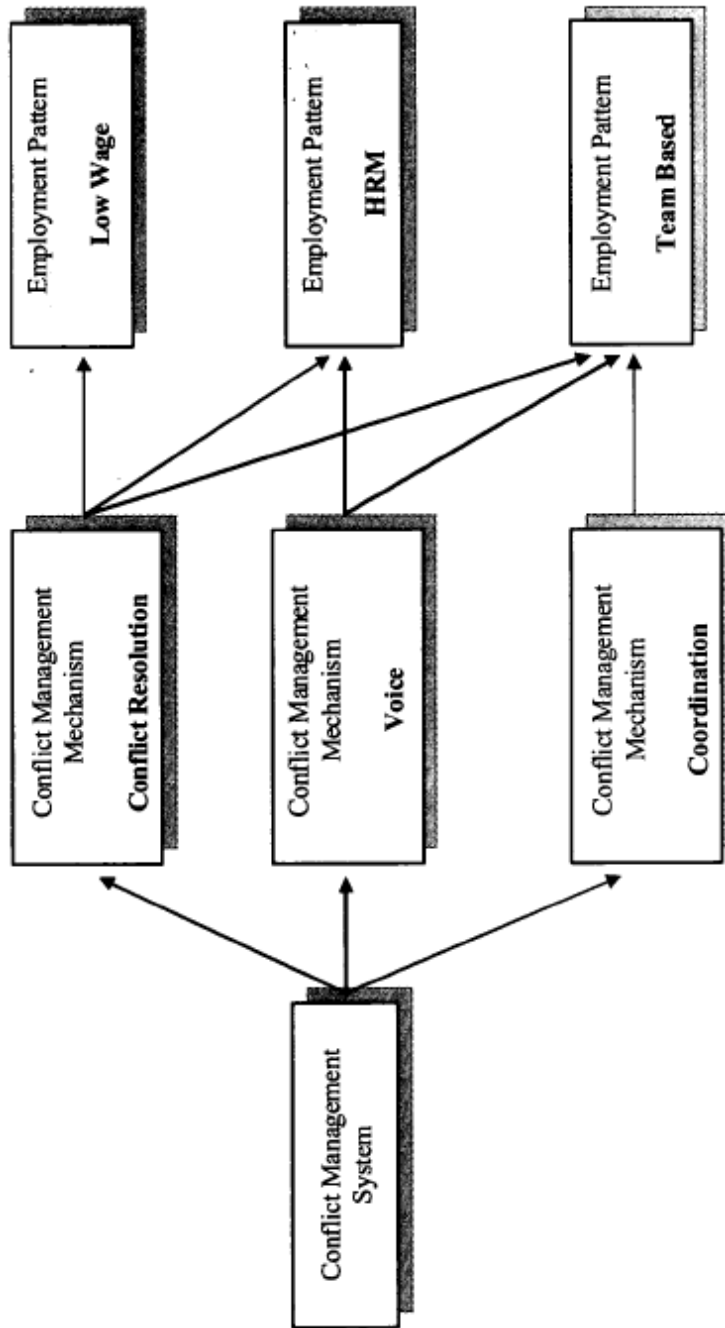 Conflict Management
System
Conflict Management
Mechanism
Conflict Resolution
Conflict Management
Mechanism
Voice
Conflict Management
Mechanism
Coordination
Employment Pattern
Low Wage
Employment Pattern
HRM
Employment Pattern
Team Based